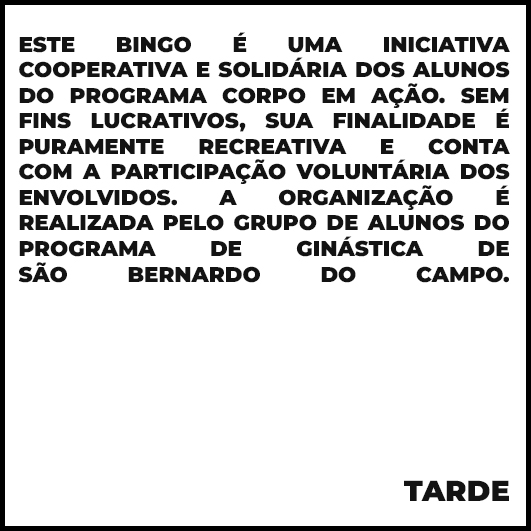 ESTE BINGO É UMA INICIATIVA
COOPERATIVA E SOLIDÁRIA DOS ALUNOS
DO PROGRAMA CORPO EM AÇÃO. SEM
FINS LUCRATIVOS, SUA FINALIDADE É
PURAMENTE RECREATIVA E CONTA
COM A PARTICIPAÇÃO VOLUNTÁRIA DOS
ENVOLVIDOS. A ORGANIZAÇÃO É
REALIZADA PELO GRUPO DE ALUNOS DO
PROGRAMA DE GINÁSTICA DE
SÃO BERNARDO DO CAMPO.
TARDE